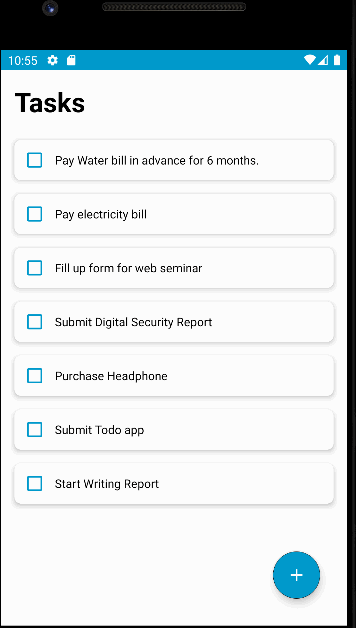 10:55
Tasks
Pay Water bill in advance for 6 months.
Pay electricity bill
Fill up form for web seminar
Submit Digital Security Report
Purchase Headphone
Submit Todo app
Start Writing Report
+